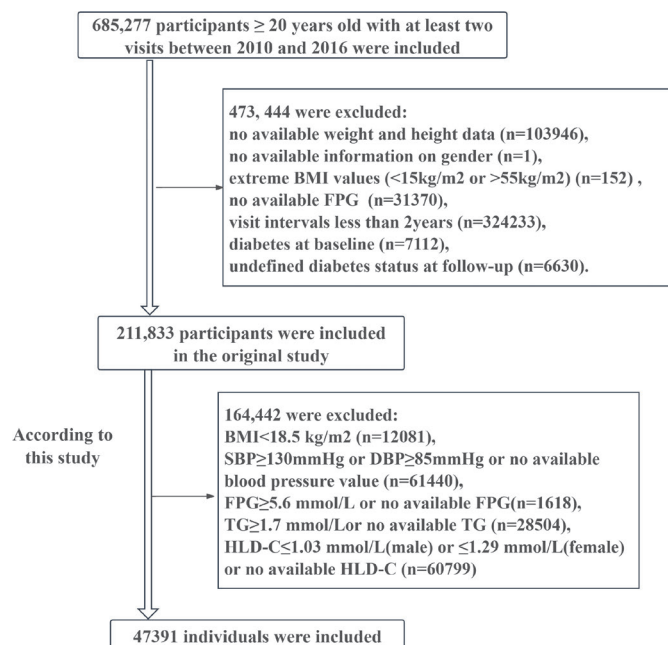 685,277 participants ≥ 20 years old with at least two
visits between 2010 and 2016 were included
473, 444 were excluded:
no available weight and height data (n=103946),
no available information on gender (n=1),
extreme BMI values (<15kg/m2 or >55kg/m2) (n=152) ,
no available FPG (n=31370),
visit intervals less than 2years (n=324233),
diabetes at baseline (n=7112),
undefined diabetes status at follow-up (n=6630).
211,833 participants were included
in the original study
According to
this study
164,442 were excluded:
BMI<18.5 kg/m2 (n=12081),
SBP≥130mmHg or DBP≥85mmHg or no available
blood pressure value (n=61440),
FPG≥5.6 mmol/L or no available FPG(n=1618),
TG≥1.7 mmol/Lor no available TG (n=28504),
HLD-C≤1.03 mmol/L(male) or ≤1.29 mmol/L(female)
or no available HLD-C (n=60799)
47391 individuals were included